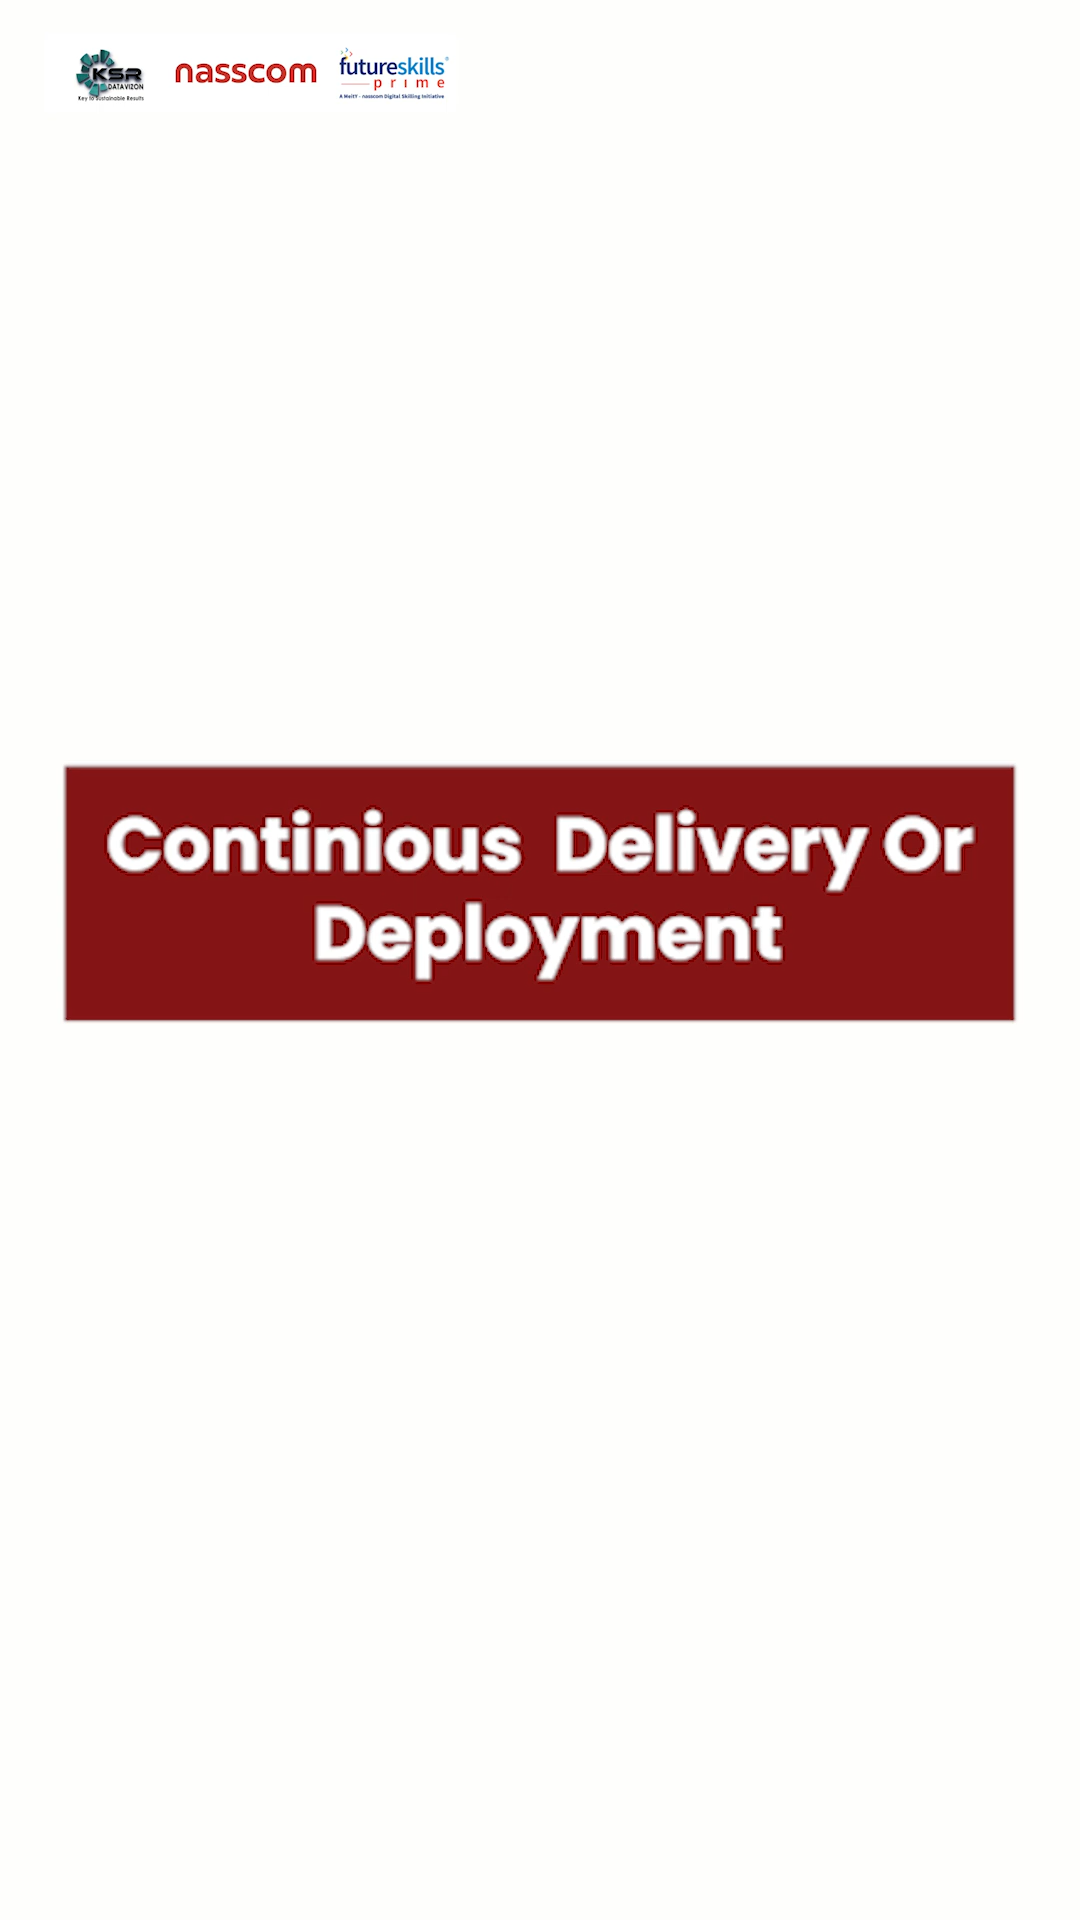 KSR
DATAVIZON
Key to Sustainable Results
nasscom
futureskills
prime
A MeitY - nasscom Digital Skilling Initiative
Continious Delivery Or
Deployment